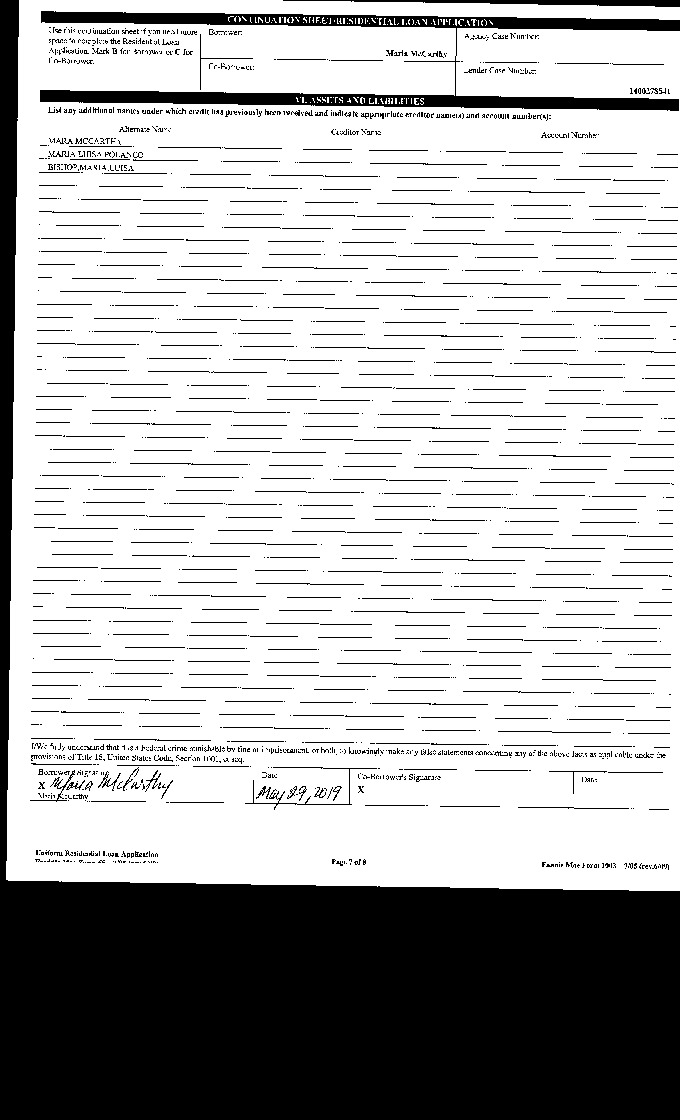 CONTINUATION SHEET/RESIDENTIAL LOAN APPLICATION
Use this continuation sheet if you need more
space to complete the Residential Loan
Application. Mark B for Borrower or C for
Co-Borrower.
Borrower:
Maria McCarthy
Co-Borrower:
Agency Case Number:
Lender Case Number:
VI. ASSETS AND LIABILITIES
List any additional names under which credit has previously been received and indicate appropriate creditor name(s) and account number(s):
Alternate Name Creditor Name Account Number
MARA MCCARTHA
MARIA LUISA POLANCO
BISHOP,MARIA,LUISA
I/We fully understand that it is a Federal crime punishable by fine or imprisonment, or both, to knowingly make any false statements concerning any of the above facts as applicable under the
provisions of Title 18, United States Code, Section 1001, et seq.
Borrower's Signature
X Maria McCarthy
Maria McCarthy
Date
May 29, 2019
Co-Borrower's Signature
X
Date
Uniform Residential Loan Application
Page 7 of 8
Fannie Mae Form 1003 7/05 (rev.6/09)